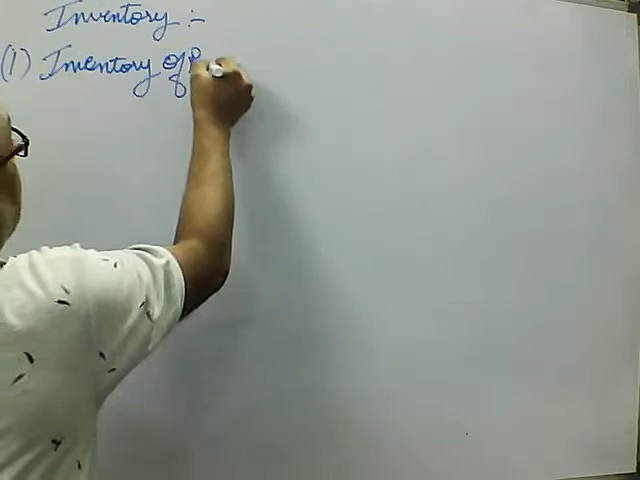 Inventory :-
(1) Inventory of